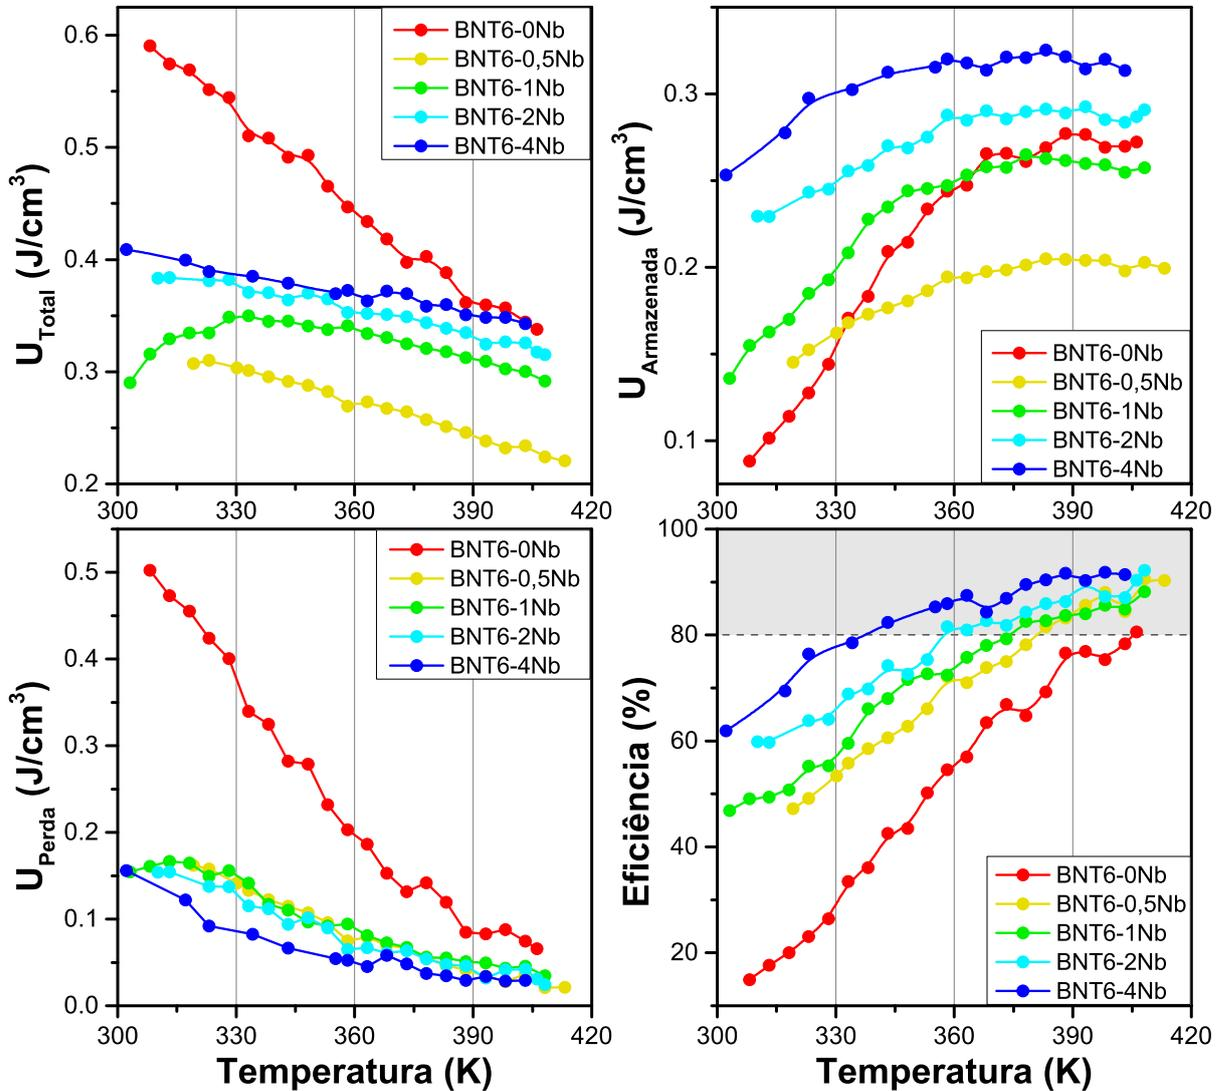 U_Total (J/cm³)
0.6
0.5
0.4
0.3
0.2
300
330
360
390
420
BNT6-0Nb
BNT6-0,5Nb
BNT6-1Nb
BNT6-2Nb
BNT6-4Nb
U_Armazenada (J/cm³)
0.3
0.2
0.1
300
330
360
390
420
BNT6-0Nb
BNT6-0,5Nb
BNT6-1Nb
BNT6-2Nb
BNT6-4Nb
U_Perda (J/cm³)
0.5
0.4
0.3
0.2
0.1
0.0
300
330
360
390
420
Temperatura (K)
BNT6-0Nb
BNT6-0,5Nb
BNT6-1Nb
BNT6-2Nb
BNT6-4Nb
Eficiência (%)
100
80
60
40
20
300
330
360
390
420
Temperatura (K)
BNT6-0Nb
BNT6-0,5Nb
BNT6-1Nb
BNT6-2Nb
BNT6-4Nb